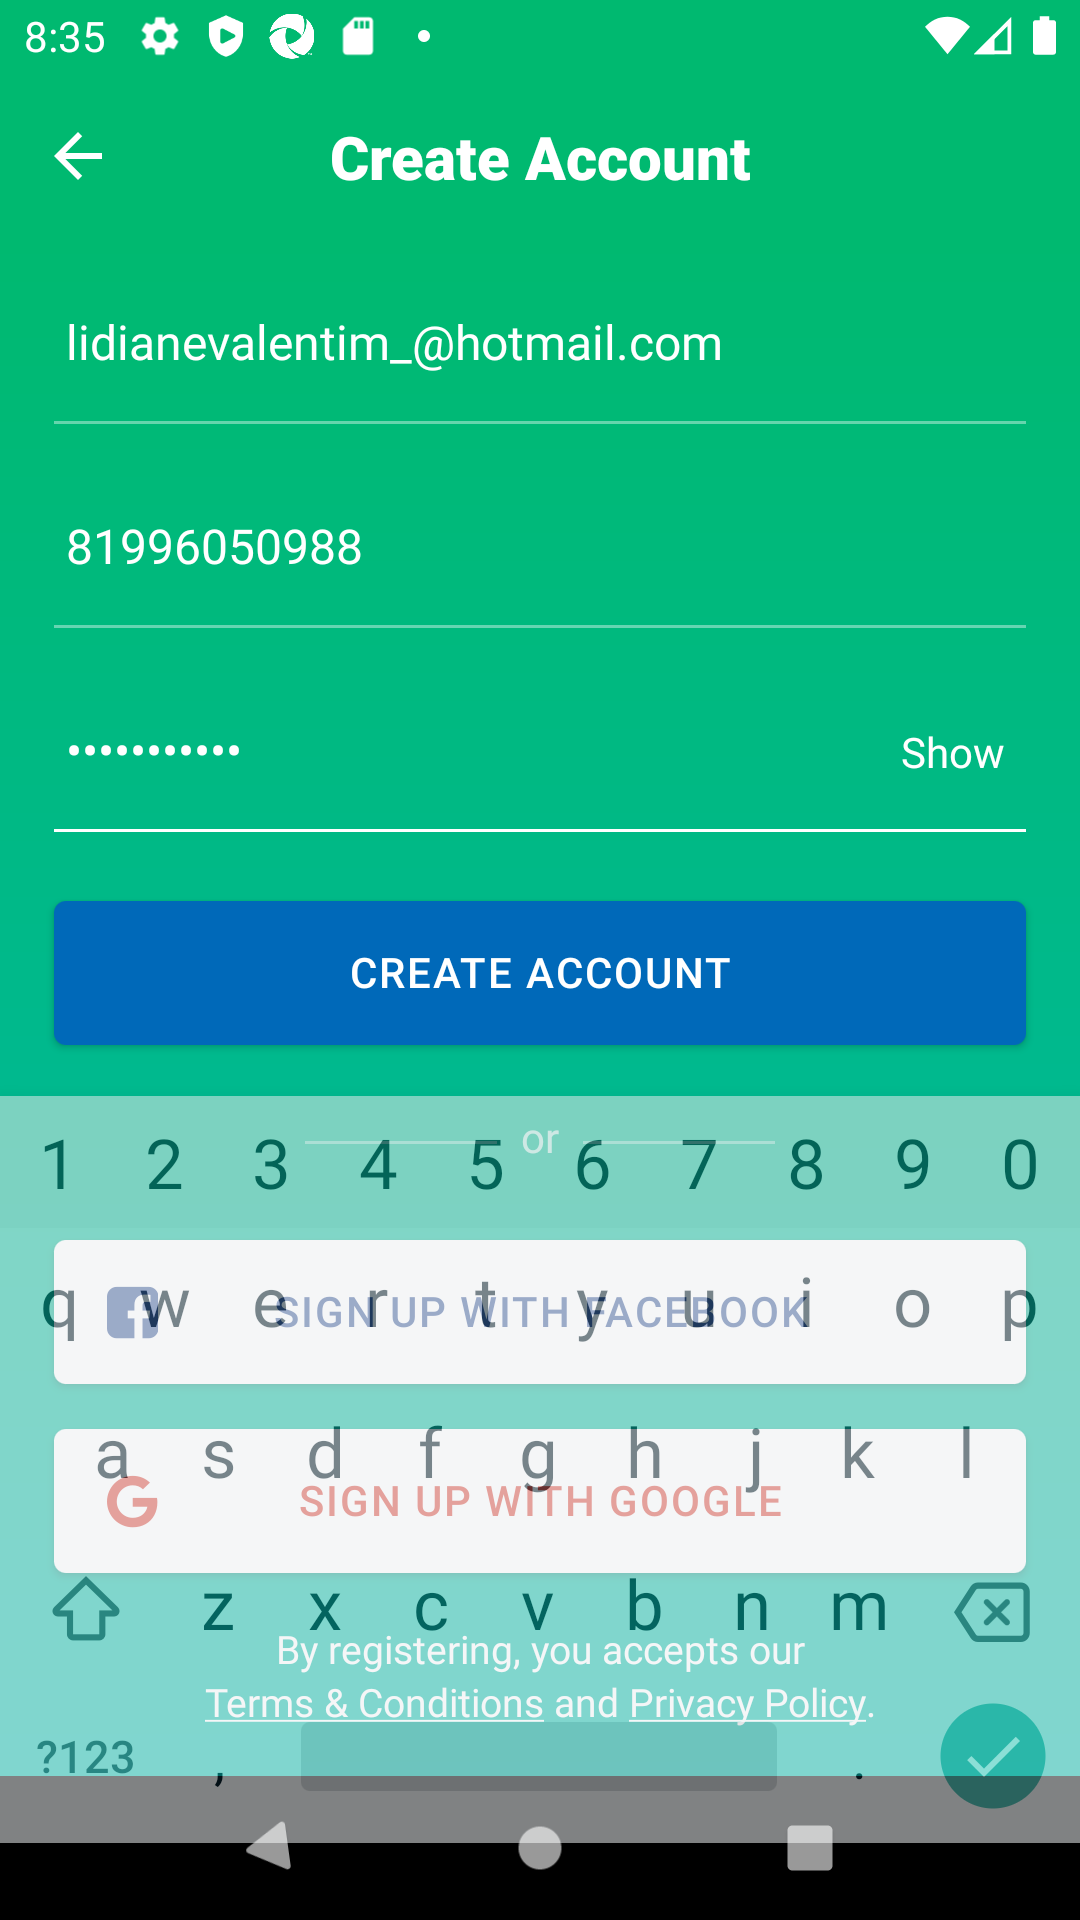 8:35
Create Account
lidianevalentim_@hotmail.com
81996050988
•••••••••••
Show
CREATE ACCOUNT
or
1 2 3 4 5 6 7 8 9 0
SIGN UP WITH FACEBOOK
q w e r t y u i o p
a s d f g h j k l
SIGN UP WITH GOOGLE
z x c v b n m
By registering, you accepts our
Terms & Conditions and Privacy Policy.
?123 , .